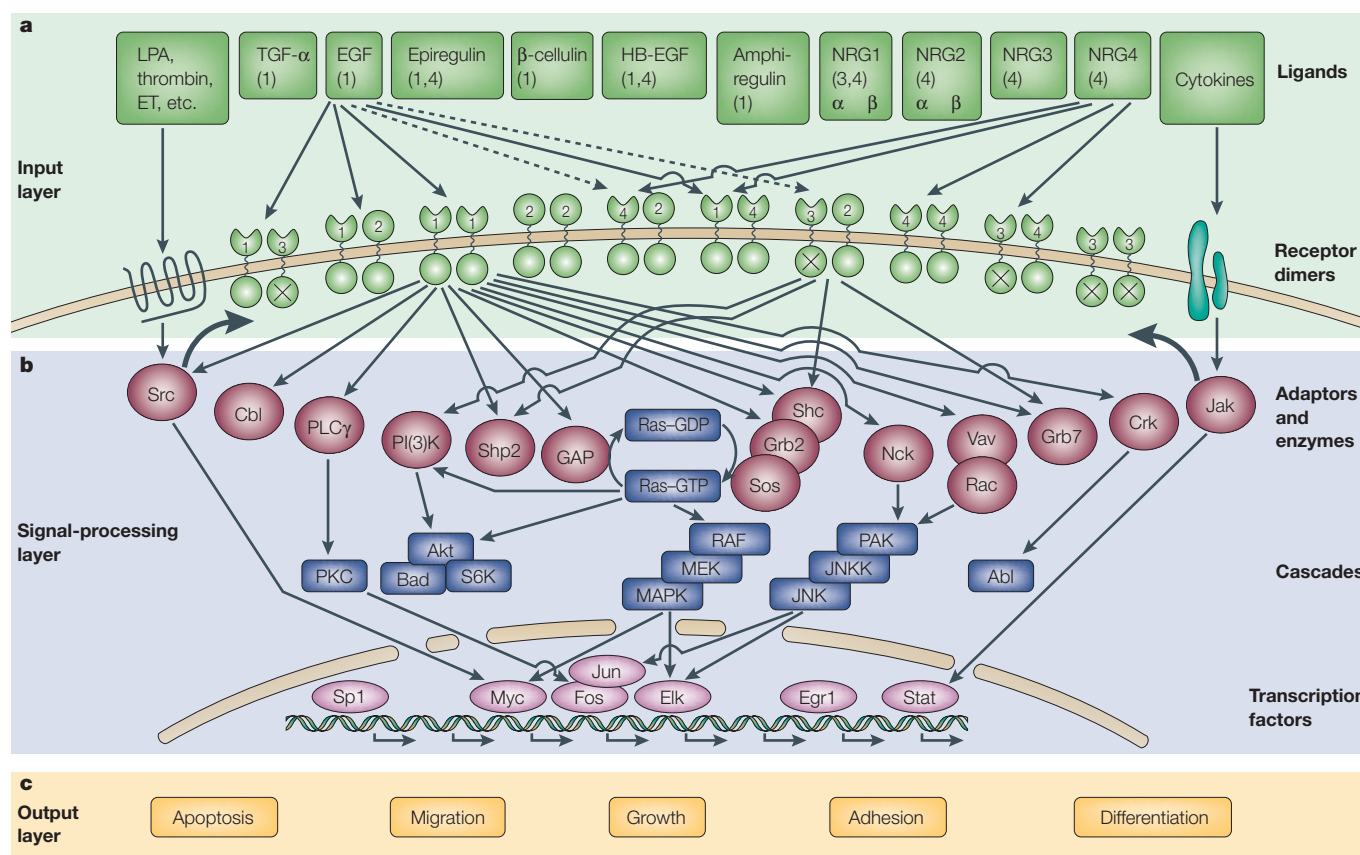 a
LPA,
thrombin,
ET, etc.
TGF-α
(1)
EGF
(1)
Epiregulin
(1,4)
β-cellulin
(1)
HB-EGF
(1,4)
Amphi-
regulin
(1)
NRG1
(3,4)
α β
NRG2
(4)
α β
NRG3
(4)
NRG4
(4)
Cytokines
Ligands
Input
layer
1 3
1 2
1 1
2 2
4 2
1 4
3 2
4 4
3 4
3 3
Receptor
dimers
b
Src
Cbl
PLCγ
PI(3)K
Shp2
GAP
Ras–GDP
Ras–GTP
Shc
Grb2
Sos
Nck
Vav
Rac
Grb7
Crk
Jak
Adaptors
and
enzymes
Signal-processing
layer
PKC
Akt
Bad
S6K
RAF
MEK
MAPK
PAK
JNKK
JNK
Abl
Cascades
Sp1
Myc
Jun
Fos
Elk
Egr1
Stat
Transcription
factors
c
Output
layer
Apoptosis
Migration
Growth
Adhesion
Differentiation